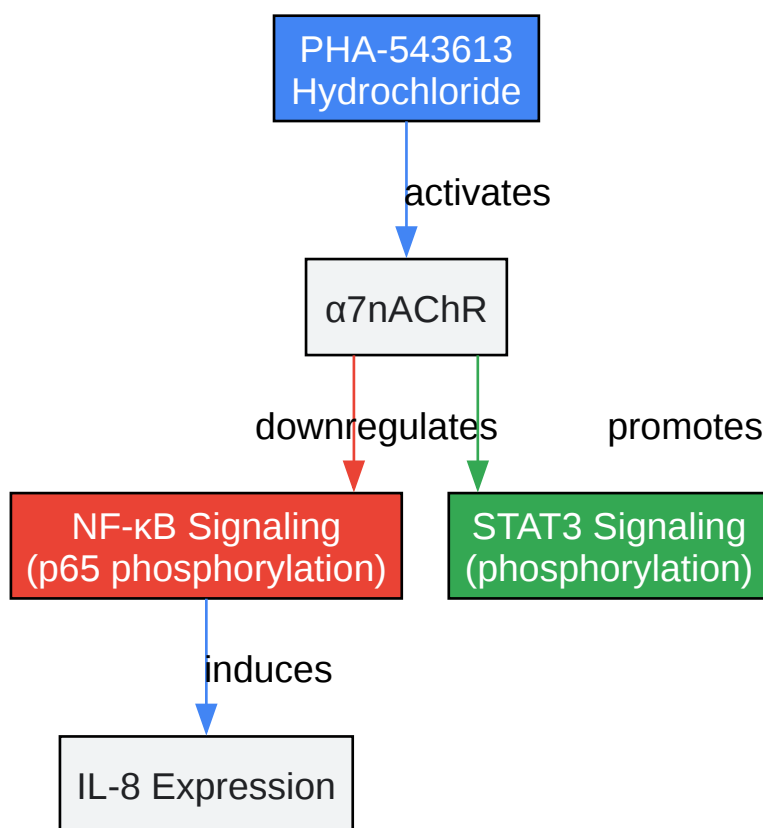 PHA-543613
Hydrochloride
activates
α7nAChR
downregulates
promotes
NF-κB Signaling
(p65 phosphorylation)
STAT3 Signaling
(phosphorylation)
induces
IL-8 Expression